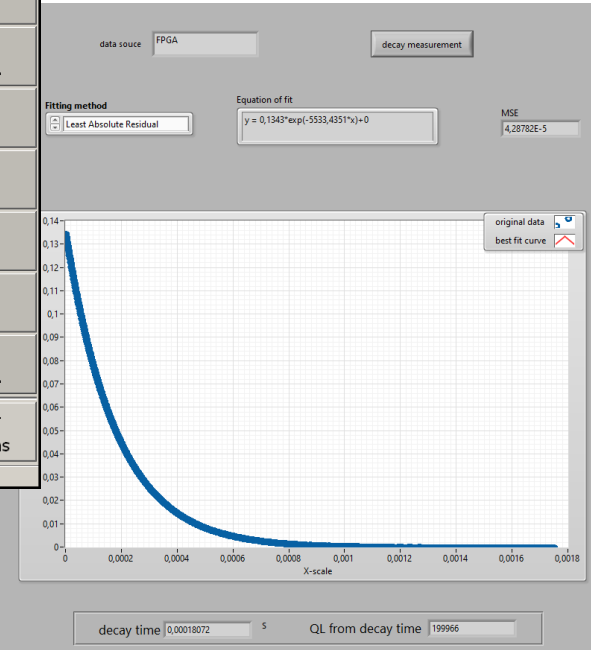 data souce
FPGA
decay measurement
Fitting method
Least Absolute Residual
Equation of fit
y = 0,1343*exp(-5533,4351*x)+0
MSE
4,28782E-5
original data
best fit curve
0,14
0,13
0,12
0,11
0,1
0,09
0,08
0,07
0,06
0,05
0,04
0,03
0,02
0,01
0
0 0,0002 0,0004 0,0006 0,0008 0,001 0,0012 0,0014 0,0016 0,0018
X-scale
decay time 0,00018072 s QL from decay time 199966